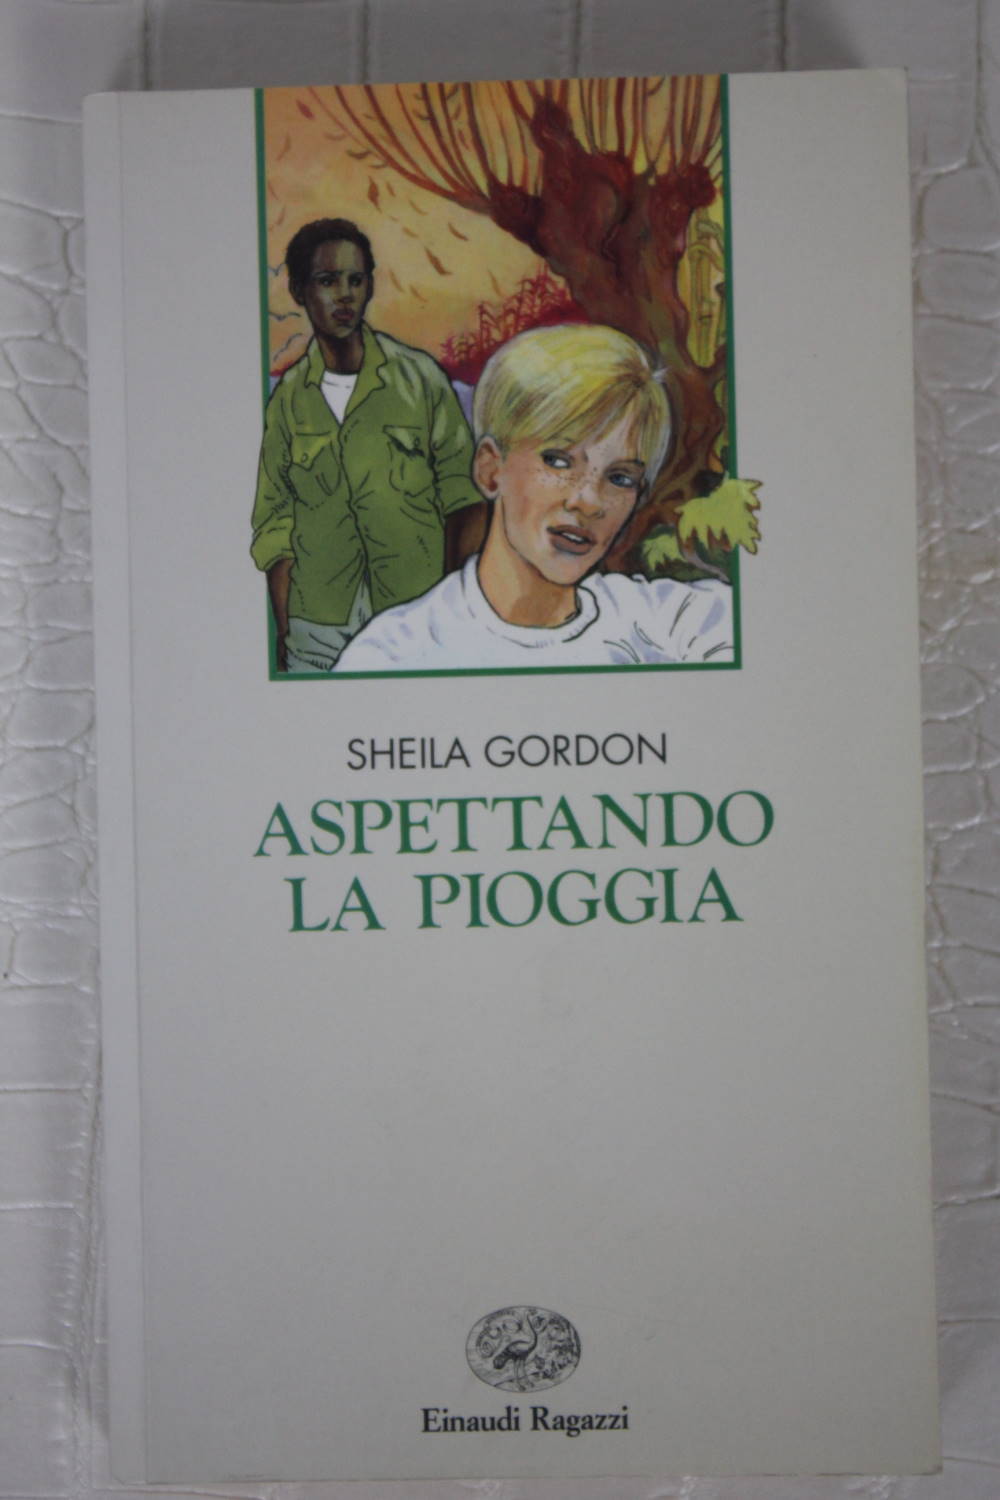 SHEILA GORDON
ASPETTANDO
LA PIOGGIA
Einaudi Ragazzi